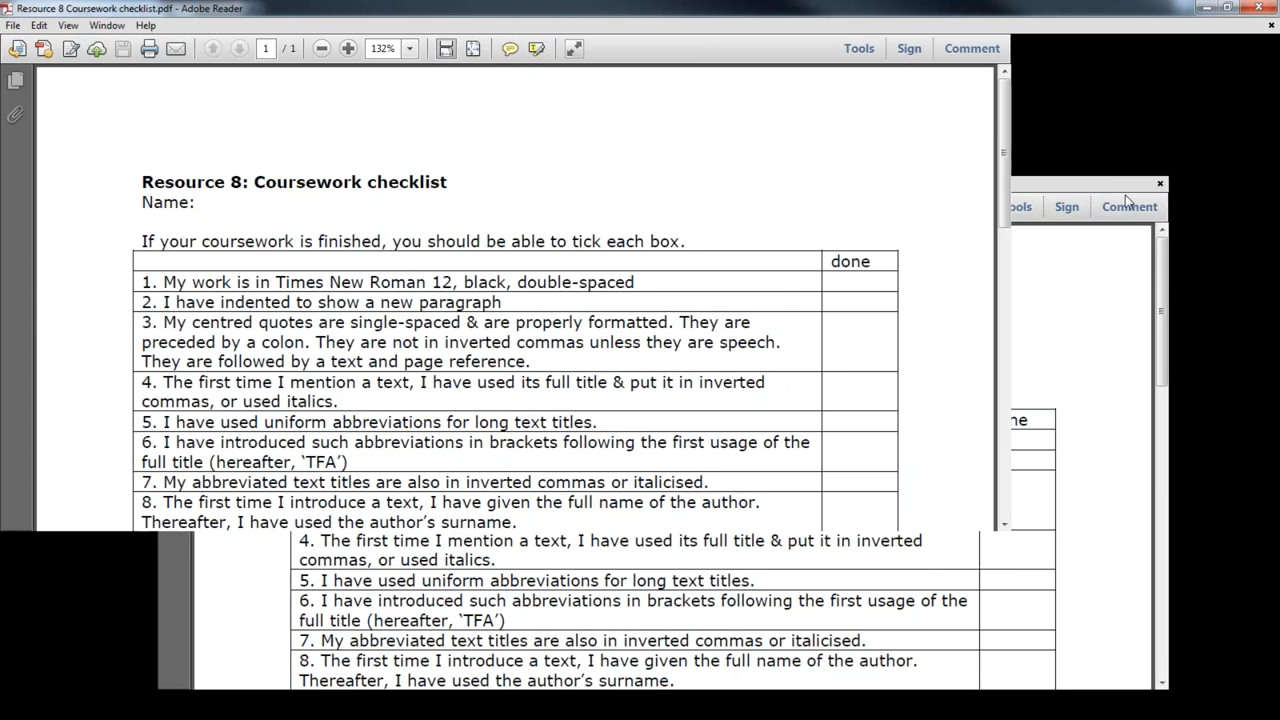 Resource 8 Coursework checklist.pdf - Adobe Reader
File Edit View Window Help
1 / 1 132% Tools Sign Comment
Resource 8: Coursework checklist
Name:
If your coursework is finished, you should be able to tick each box.
done
1. My work is in Times New Roman 12, black, double-spaced
2. I have indented to show a new paragraph
3. My centred quotes are single-spaced & are properly formatted. They are
preceded by a colon. They are not in inverted commas unless they are speech.
They are followed by a text and page reference.
4. The first time I mention a text, I have used its full title & put it in inverted
commas, or used italics.
5. I have used uniform abbreviations for long text titles.
6. I have introduced such abbreviations in brackets following the first usage of the
full title (hereafter, ‘TFA’)
7. My abbreviated text titles are also in inverted commas or italicised.
8. The first time I introduce a text, I have given the full name of the author.
Thereafter, I have used the author’s surname.
ools Sign Comment
ne
4. The first time I mention a text, I have used its full title & put it in inverted
commas, or used italics.
5. I have used uniform abbreviations for long text titles.
6. I have introduced such abbreviations in brackets following the first usage of the
full title (hereafter, ‘TFA’)
7. My abbreviated text titles are also in inverted commas or italicised.
8. The first time I introduce a text, I have given the full name of the author.
Thereafter, I have used the author’s surname.